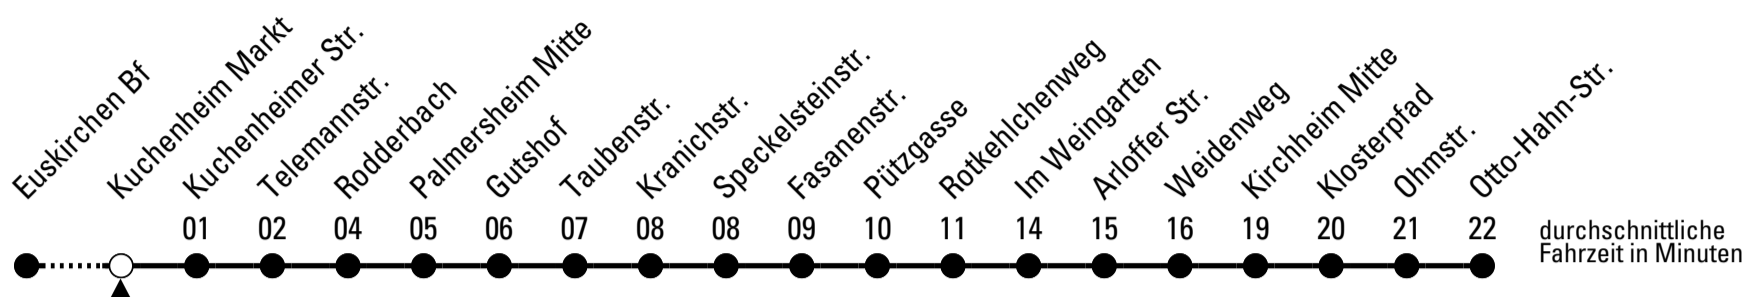 Euskirchen Bf
Kuchenheim Markt
Kuchenheimer Str.
Telemannstr.
Rodderbach
Palmersheim Mitte
Gutshof
Taubenstr.
Kranichstr.
Speckelsteinstr.
Fasanenstr.
Pützgasse
Rotkehlchenweg
Im Weingarten
Arloffer Str.
Weidenweg
Kirchheim Mitte
Klosterpfad
Ohmstr.
Otto-Hahn-Str.
01 02 04 05 06 07 08 08 09 10 11 14 15 16 19 20 21 22
durchschnittliche
Fahrzeit in Minuten